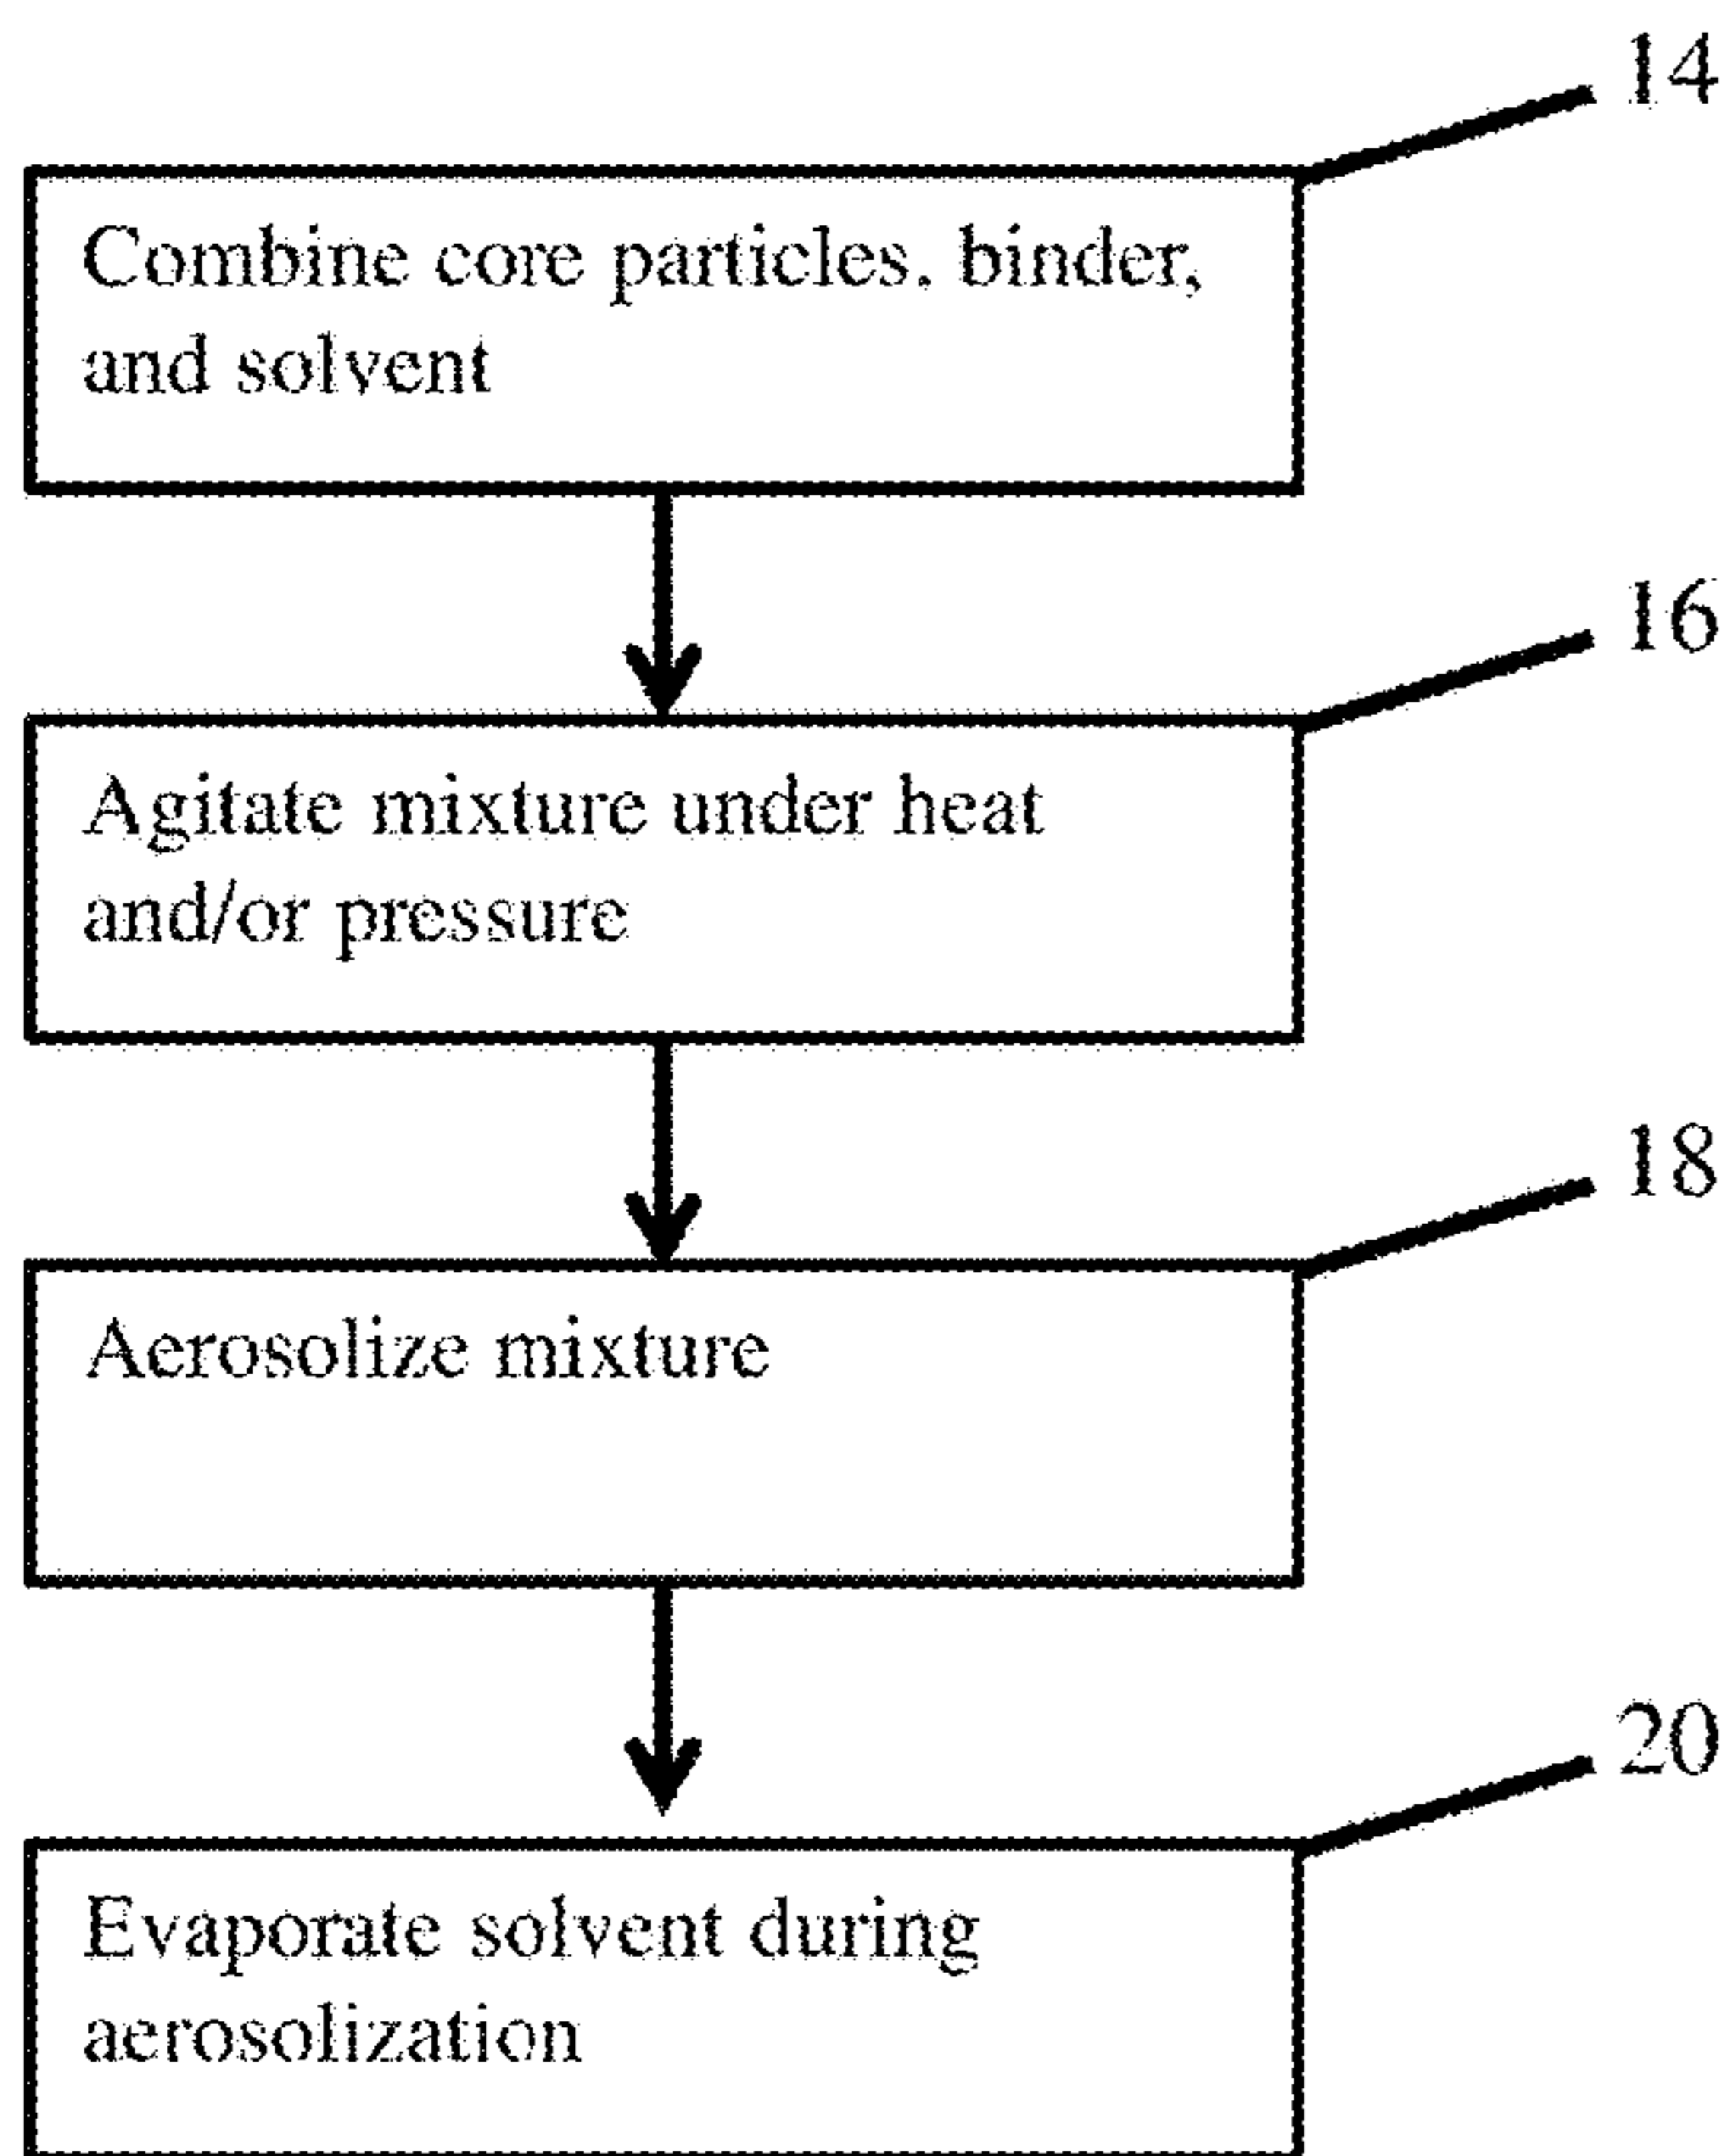 14
Combine core particles, binder,
and solvent
16
Agitate mixture under heat
and/or pressure
18
Aerosolize mixture
20
Evaporate solvent during
aerosolization